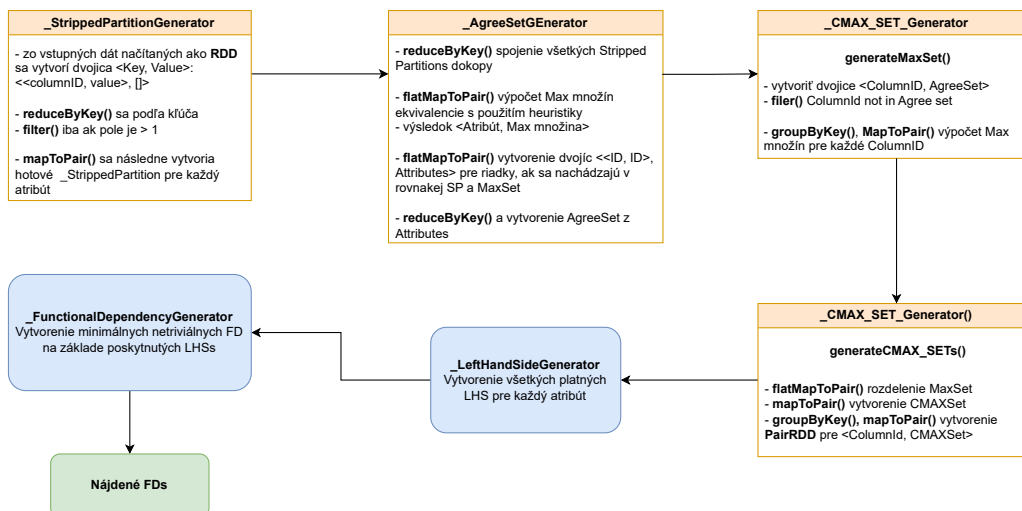 _StrippedPartitionGenerator
- zo vstupných dát načítaných ako RDD
sa vytvorí dvojica <Key, Value>:
<<columnID, value>, []>
- reduceByKey() sa podľa kľúča
- filter() iba ak pole je > 1
- mapToPair() sa následne vytvoria
hotové _StrippedPartition pre každý
atribút
_AgreeSetGEnerator
- reduceByKey() spojenie všetkých Stripped
Partitions dokopy
- flatMapToPair() výpočet Max množín
ekvivalencie s použitím heuristiky
- výsledok <Atribút, Max množina>
- flatMapToPair() vytvorenie dvojíc <<ID, ID>,
Attributes> pre riadky, ak sa nachádzajú v
rovnakej SP a MaxSet
- reduceByKey() a vytvorenie AgreeSet z
Attributes
_CMAX_SET_Generator
generateMaxSet()
- vytvoriť dvojice <ColumnID, AgreeSet>
- filer() ColumnId not in Agree set
- groupByKey(), MapToPair() výpočet Max
množín pre každé ColumnID
_CMAX_SET_Generator()
generateCMAX_SETs()
- flatMapToPair() rozdelenie MaxSet
- mapToPair() vytvorenie CMAXSet
- groupByKey(), mapToPair() vytvorenie
PairRDD pre <ColumnId, CMAXSet>
_LeftHandSideGenerator
Vytvorenie všetkých platných
LHS pre každý atribút
_FunctionalDependencyGenerator
Vytvorenie minimálnych netriviálnych FD
na základe poskytnutých LHSs
Nájdené FDs